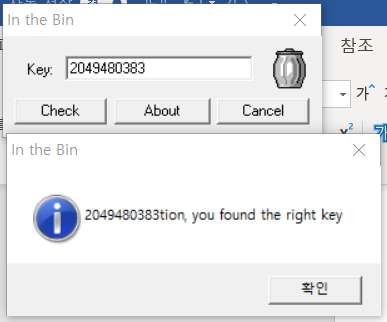 In the Bin
참조
Key: 2049480383
Check About Cancel
가
In the Bin
2049480383tion, you found the right key
확인